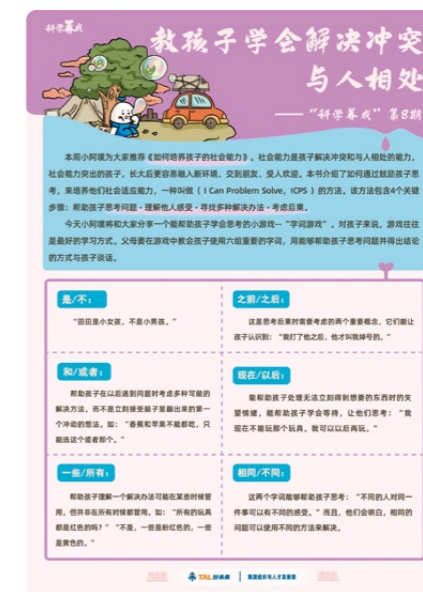 科学养成
教孩子学会解决冲突
与人相处
——“科学养成”第8期
本周小阿璞为大家推荐《如何培养孩子的社会能力》。社会能力是孩子解决冲突和与人相处的能力，
社会能力突出的孩子，长大后更容易融入新环境、交到朋友、受人欢迎。本书介绍了如何通过鼓励孩子思
考，来培养他们社会适应能力，一种叫做（ I Can Problem Solve, ICPS ）的方法。该方法包含4个关键
步骤：帮助孩子思考问题 - 理解他人感受 - 寻找多种解决办法 - 考虑后果。
今天小阿璞将和大家分享一个能帮助孩子学会思考的小游戏--“字词游戏”。对孩子来说，游戏往往
是最好的学习方式，父母要在游戏中教会孩子使用六组重要的字词，用能够帮助孩子思考问题并得出结论
的方式与孩子谈话。
是/不：
“田田是小女孩，不是小男孩。”
之前/之后：
这是思考后果时需要考虑的两个重要概念，它们能让
孩子认识到：“我打了他之后，他才叫我绰号的。”
和/或者：
帮助孩子在以后遇到问题时考虑多种可能的
解决方法，而不是立刻接受脑子里蹦出来的第一
个冲动的想法。如：“香蕉和苹果不能都吃，只
能选这个或者那个。”
现在/以后：
能帮助孩子处理无法立刻得到想要的东西时的失
望情绪，能帮助孩子学会等待，让他们思考：“我
现在不能玩那个玩具。我可以以后再玩。”
一些/所有：
帮助孩子理解一个解决办法可能在某些时候管
用，但并非在所有时候都管用。如：“所有的玩具
都是红色的吗？”“不是，一些是粉红色的，一些
是黄色的。”
相同/不同：
这两个字词能够帮助孩子思考：“不同的人对同一
件事可以有不同的感受。”而且，他们会明白，相同的
问题可以使用不同的方法来解决。
TAL 好未来 | 集团组织与人才发展部